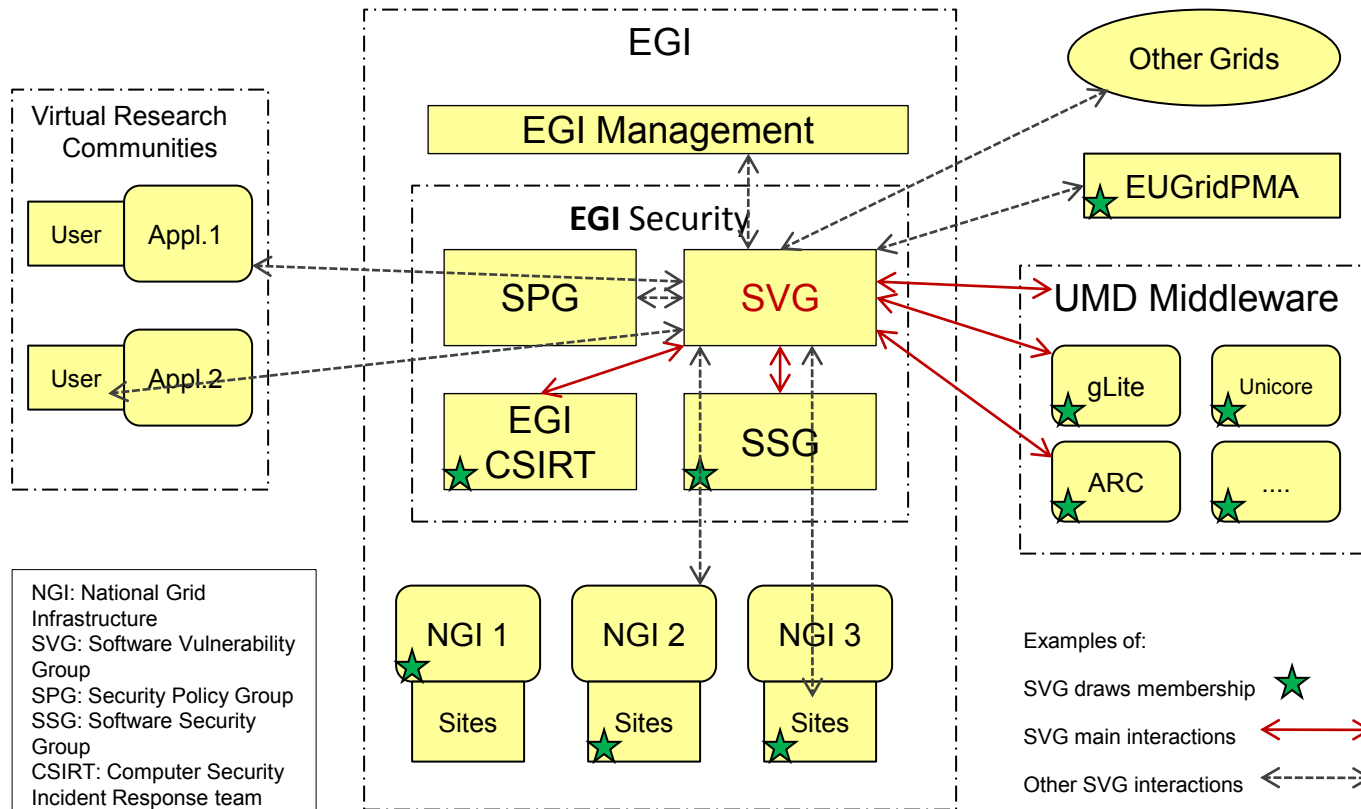 EGI
Other Grids
Virtual Research
Communities
EGI Management
EUGridPMA
EGI Security
User
Appl.1
SPG
SVG
UMD Middleware
User
Appl.2
gLite
Unicore
EGI
CSIRT
SSG
ARC
....
NGI: National Grid
Infrastructure
SVG: Software Vulnerability
Group
SPG: Security Policy Group
SSG: Software Security
Group
CSIRT: Computer Security
Incident Response team
NGI 1
NGI 2
NGI 3
Sites
Sites
Sites
Examples of:
SVG draws membership
SVG main interactions
Other SVG interactions